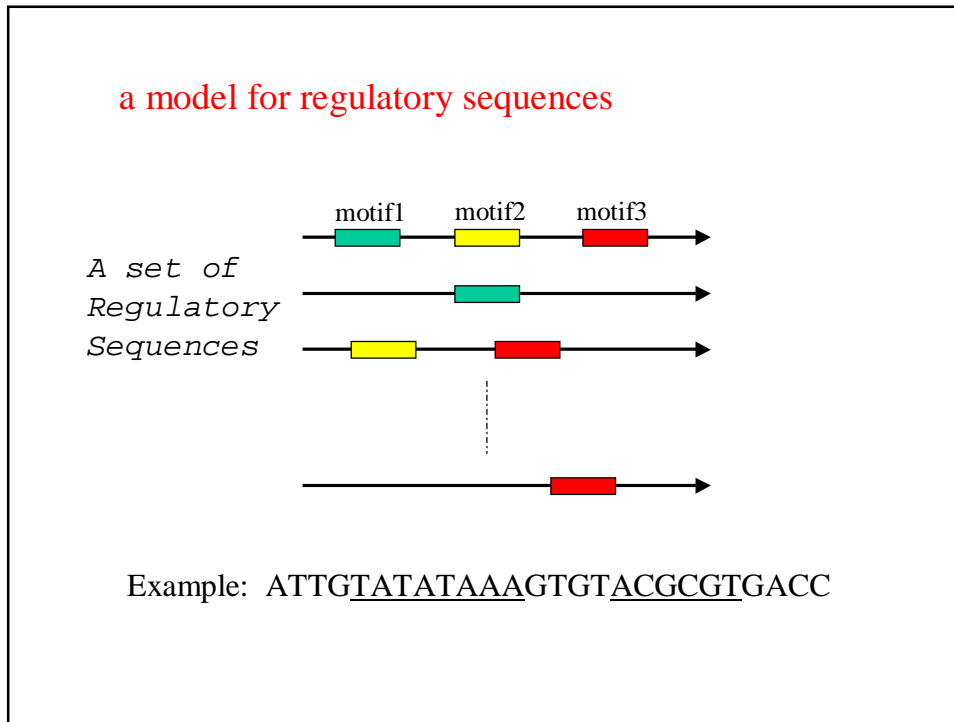 a model for regulatory sequences
motif1 motif2 motif3
A set of
Regulatory
Sequences
Example: ATTGTATATAAAGTGTACGCGTGACC